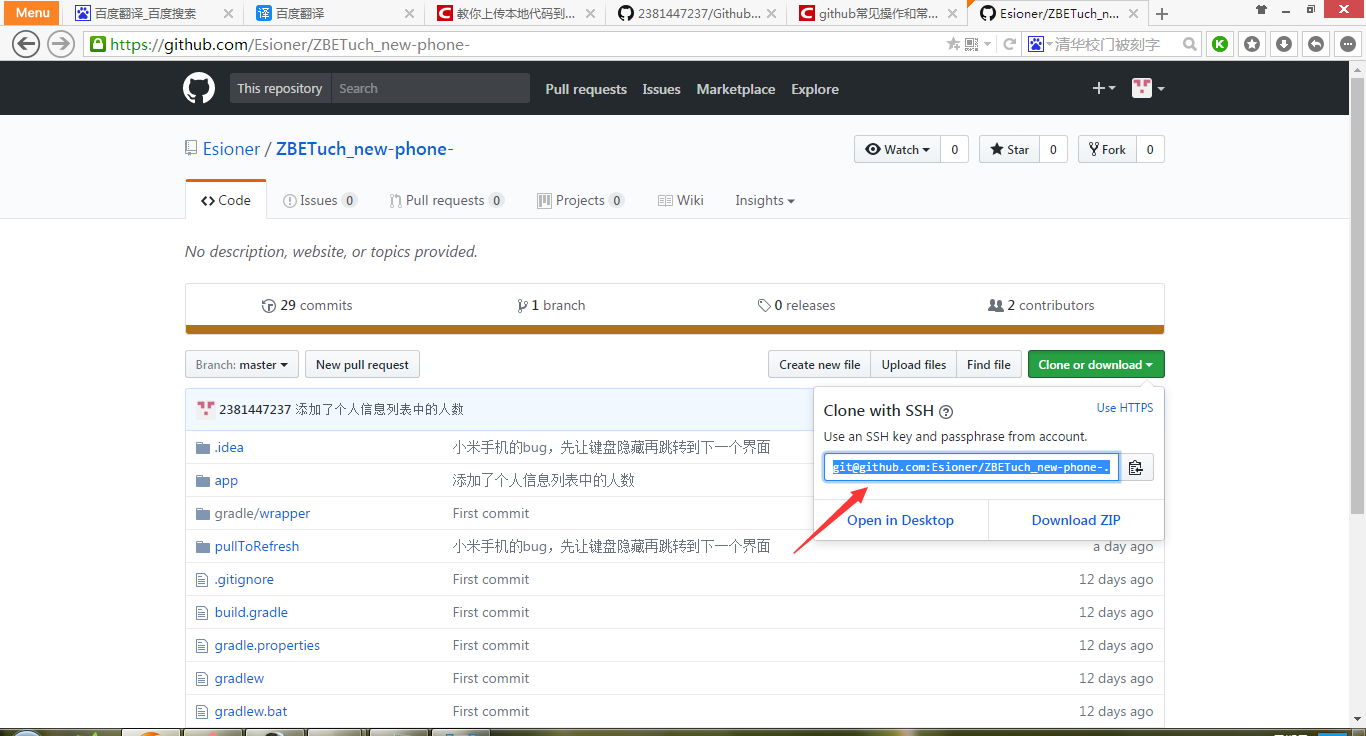 Menu 百度翻译_百度搜索 百度翻译 教你上传本地代码到... 2381447237/Github... github常见操作和常... Esioner/ZBETuch_n...
https://github.com/Esioner/ZBETuch_new-phone- 清华校门被刻字
This repository Search Pull requests Issues Marketplace Explore
Esioner / ZBETuch_new-phone- Watch 0 Star 0 Fork 0
Code Issues 0 Pull requests 0 Projects 0 Wiki Insights
No description, website, or topics provided.
29 commits 1 branch 0 releases 2 contributors
Branch: master New pull request Create new file Upload files Find file Clone or download
2381447237 添加了个人信息列表中的人数
Clone with SSH Use HTTPS
Use an SSH key and passphrase from account.
git@github.com:Esioner/ZBETuch_new-phone-.
Open in Desktop Download ZIP
.idea 小米手机的bug，先让键盘隐藏再跳转到下一个界面
app 添加了个人信息列表中的人数
gradle/wrapper First commit
pullToRefresh 小米手机的bug，先让键盘隐藏再跳转到下一个界面 a day ago
.gitignore First commit 12 days ago
build.gradle First commit 12 days ago
gradle.properties First commit 12 days ago
gradlew First commit 12 days ago
gradlew.bat First commit 12 days ago